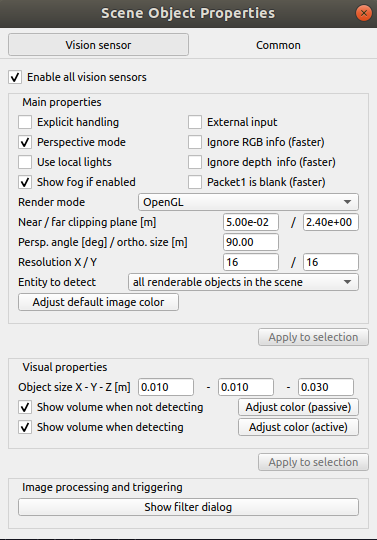 Scene Object Properties
Vision sensor Common
Enable all vision sensors
Main properties
Explicit handling External input
Perspective mode Ignore RGB info (faster)
Use local lights Ignore depth info (faster)
Show fog if enabled Packet1 is blank (faster)
Render mode OpenGL
Near / far clipping plane [m] 5.00e-02 / 2.40e+00
Persp. angle [deg] / ortho. size [m] 90.00
Resolution X / Y 16 / 16
Entity to detect all renderable objects in the scene
Adjust default image color
Apply to selection
Visual properties
Object size X - Y - Z [m] 0.010 - 0.010 - 0.030
Show volume when not detecting Adjust color (passive)
Show volume when detecting Adjust color (active)
Apply to selection
Image processing and triggering
Show filter dialog